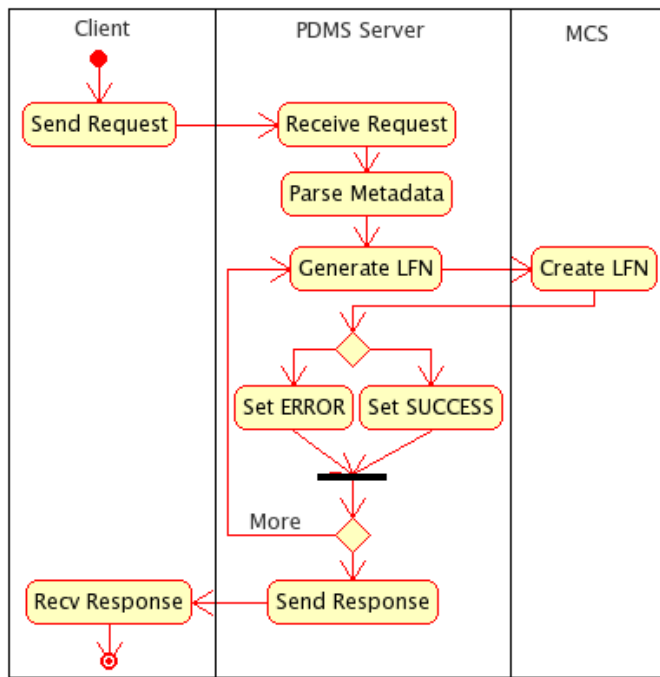 Client
PDMS Server
MCS
Send Request
Receive Request
Parse Metadata
Generate LFN
Create LFN
Set ERROR
Set SUCCESS
More
Recv Response
Send Response